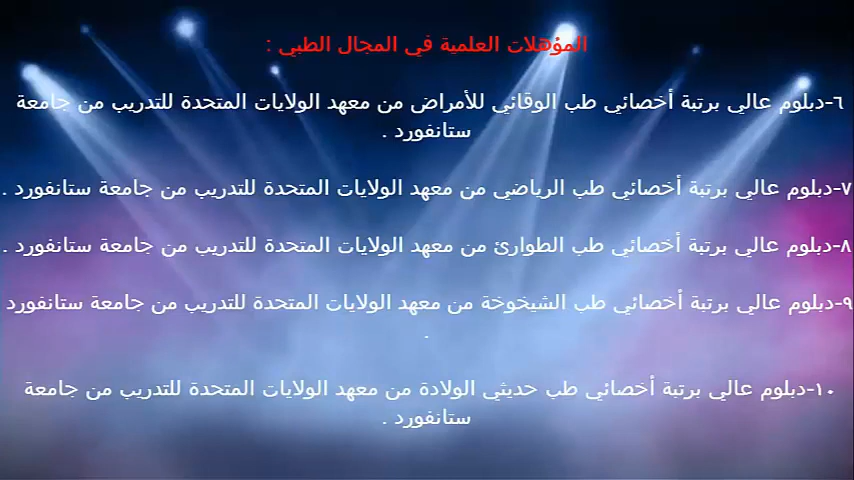 المؤهلات العلمية في المجال الطبي :
٦-دبلوم عالي برتبة أخصائي طب الوقائي للأمراض من معهد الولايات المتحدة للتدريب من جامعة
ستانفورد .
٧-دبلوم عالي برتبة أخصائي طب الرياضي من معهد الولايات المتحدة للتدريب من جامعة ستانفورد .
٨-دبلوم عالي برتبة أخصائي طب الطوارئ من معهد الولايات المتحدة للتدريب من جامعة ستانفورد .
٩-دبلوم عالي برتبة أخصائي طب الشيخوخة من معهد الولايات المتحدة للتدريب من جامعة ستانفورد
.
١٠-دبلوم عالي برتبة أخصائي طب حديثي الولادة من معهد الولايات المتحدة للتدريب من جامعة
ستانفورد .